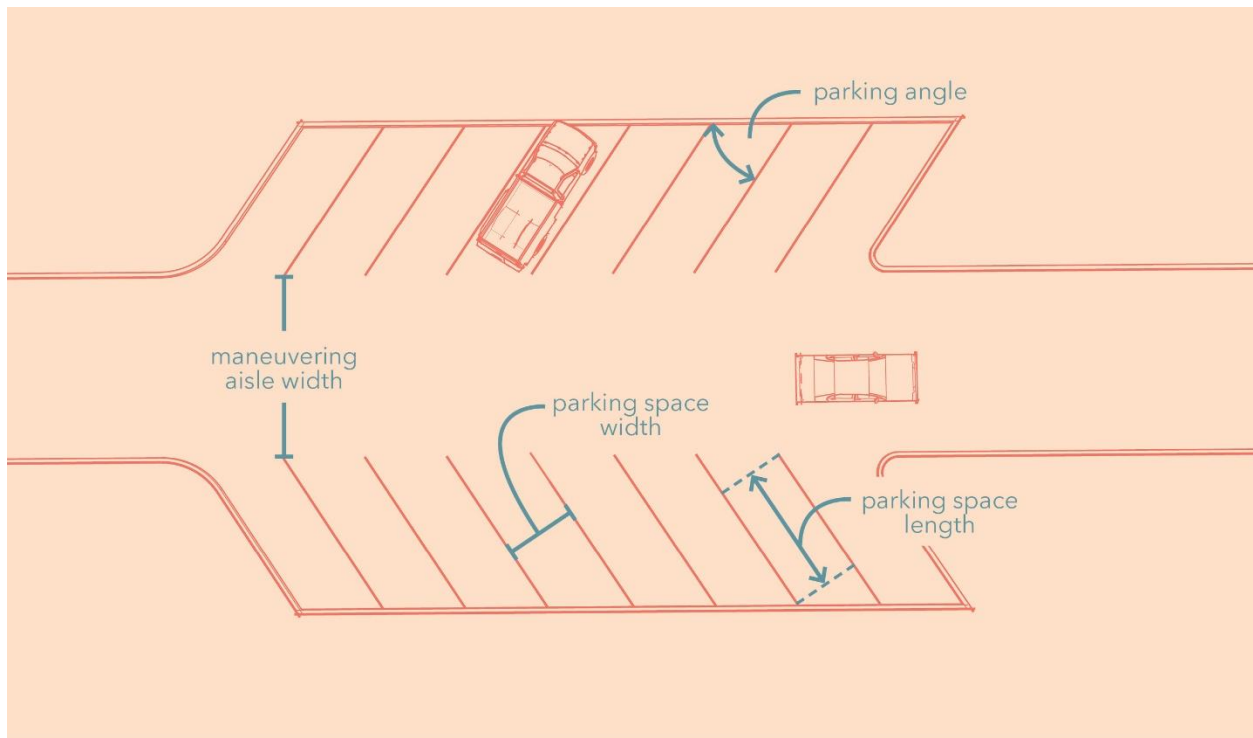 parking angle
maneuvering
aisle width
parking space
width
parking space
length